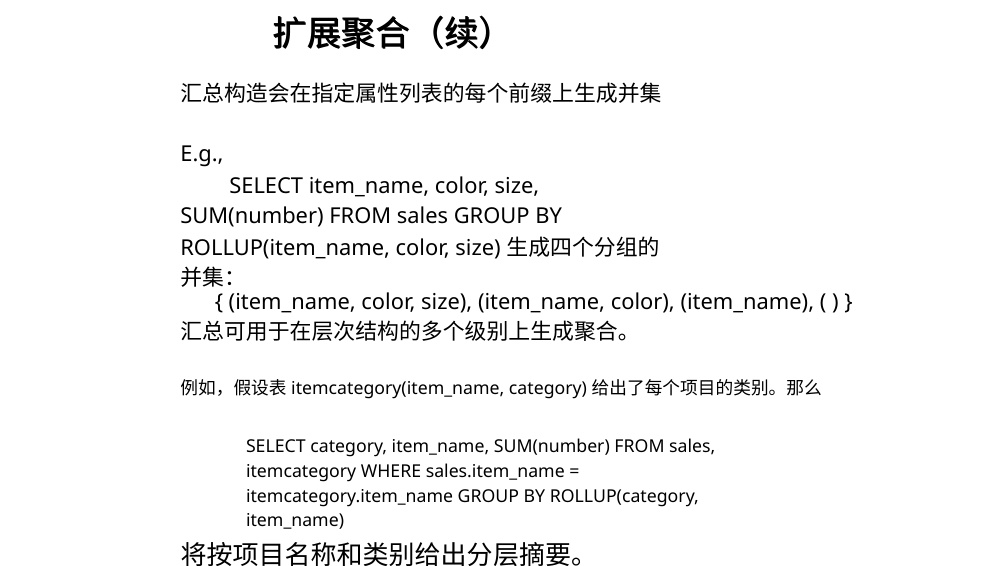 扩展聚合（续）
汇总构造会在指定属性列表的每个前缀上生成并集
E.g.,
SELECT item_name, color, size,
SUM(number) FROM sales GROUP BY
ROLLUP(item_name, color, size) 生成四个分组的
并集：
{ (item_name, color, size), (item_name, color), (item_name), ( ) }
汇总可用于在层次结构的多个级别上生成聚合。
例如，假设表 itemcategory(item_name, category) 给出了每个项目的类别。那么
SELECT category, item_name, SUM(number) FROM sales,
itemcategory WHERE sales.item_name =
itemcategory.item_name GROUP BY ROLLUP(category,
item_name)
将按项目名称和类别给出分层摘要。